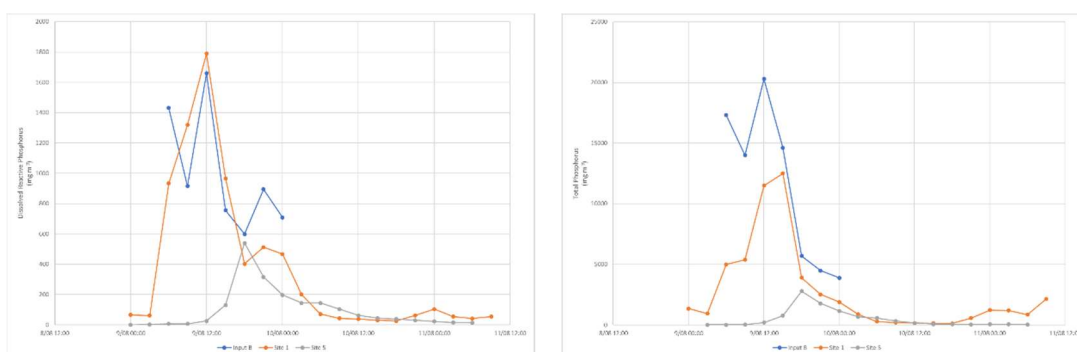 2000
1800
1600
1400
1200
1000
800
600
400
200
0
Dissolved Reactive Phosphorus
(mg m⁻³)
8/08 12:00 9/08 00:00 9/08 12:00 10/08 00:00 10/08 12:00 11/08 00:00 11/08 12:00
Input B Site 1 Site 5
25000
20000
15000
10000
5000
0
Total Phosphorus
(mg m⁻³)
8/08 12:00 9/08 00:00 9/08 12:00 10/08 00:00 10/08 12:00 11/08 00:00 11/08 12:00
Input B Site 1 Site 5